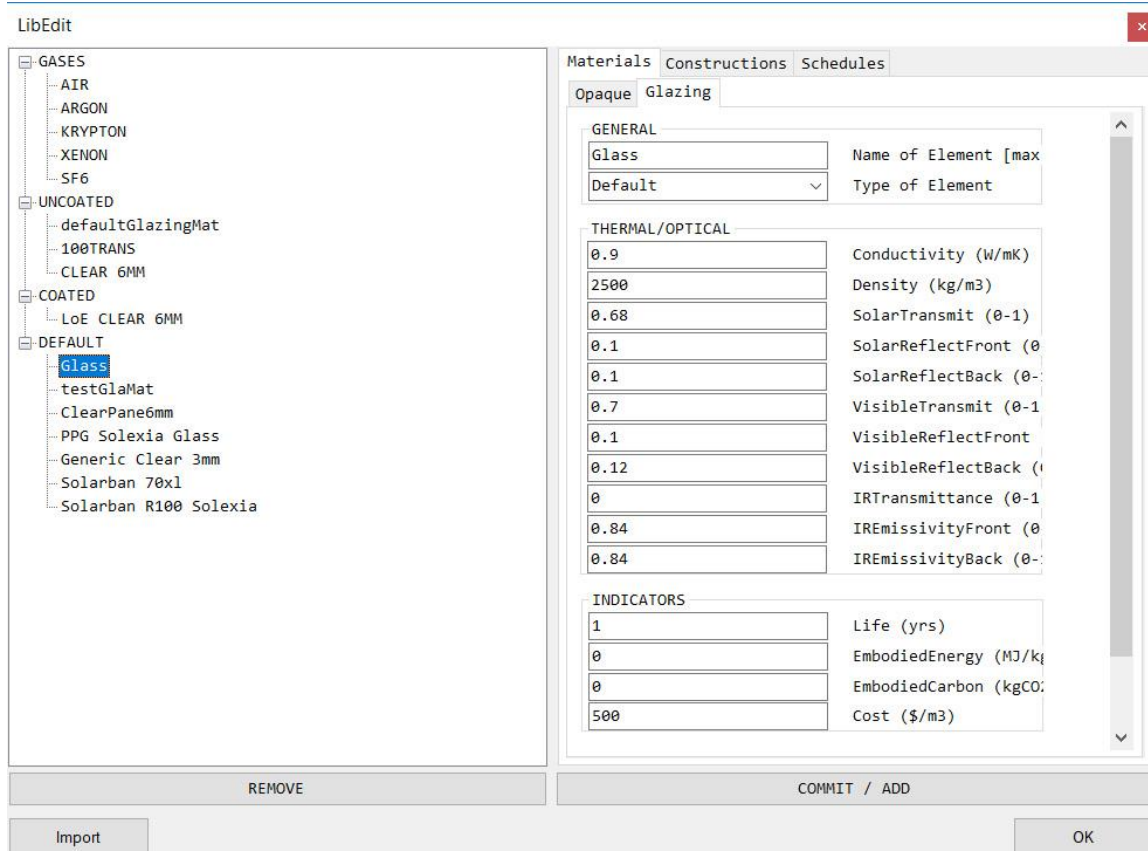 LibEdit
GASES
AIR
ARGON
KRYPTON
XENON
SF6
UNCOATED
defaultGlazingMat
100TRANS
CLEAR 6MM
COATED
LoE CLEAR 6MM
DEFAULT
Glass
testGlaMat
ClearPane6mm
PPG Solexia Glass
Generic Clear 3mm
Solarban 70xl
Solarban R100 Solexia
REMOVE
Import
Materials Constructions Schedules
Opaque Glazing
GENERAL
Glass Name of Element [max
Default Type of Element
THERMAL/OPTICAL
0.9 Conductivity (W/mK)
2500 Density (kg/m3)
0.68 SolarTransmit (0-1)
0.1 SolarReflectFront (0
0.1 SolarReflectBack (0-
0.7 VisibleTransmit (0-1
0.1 VisibleReflectFront
0.12 VisibleReflectBack (
0 IRTransmittance (0-1
0.84 IREmissivityFront (0
0.84 IREmissivityBack (0-
INDICATORS
1 Life (yrs)
0 EmbodiedEnergy (MJ/kg
0 EmbodiedCarbon (kgCO2
500 Cost ($/m3)
COMMIT / ADD
OK